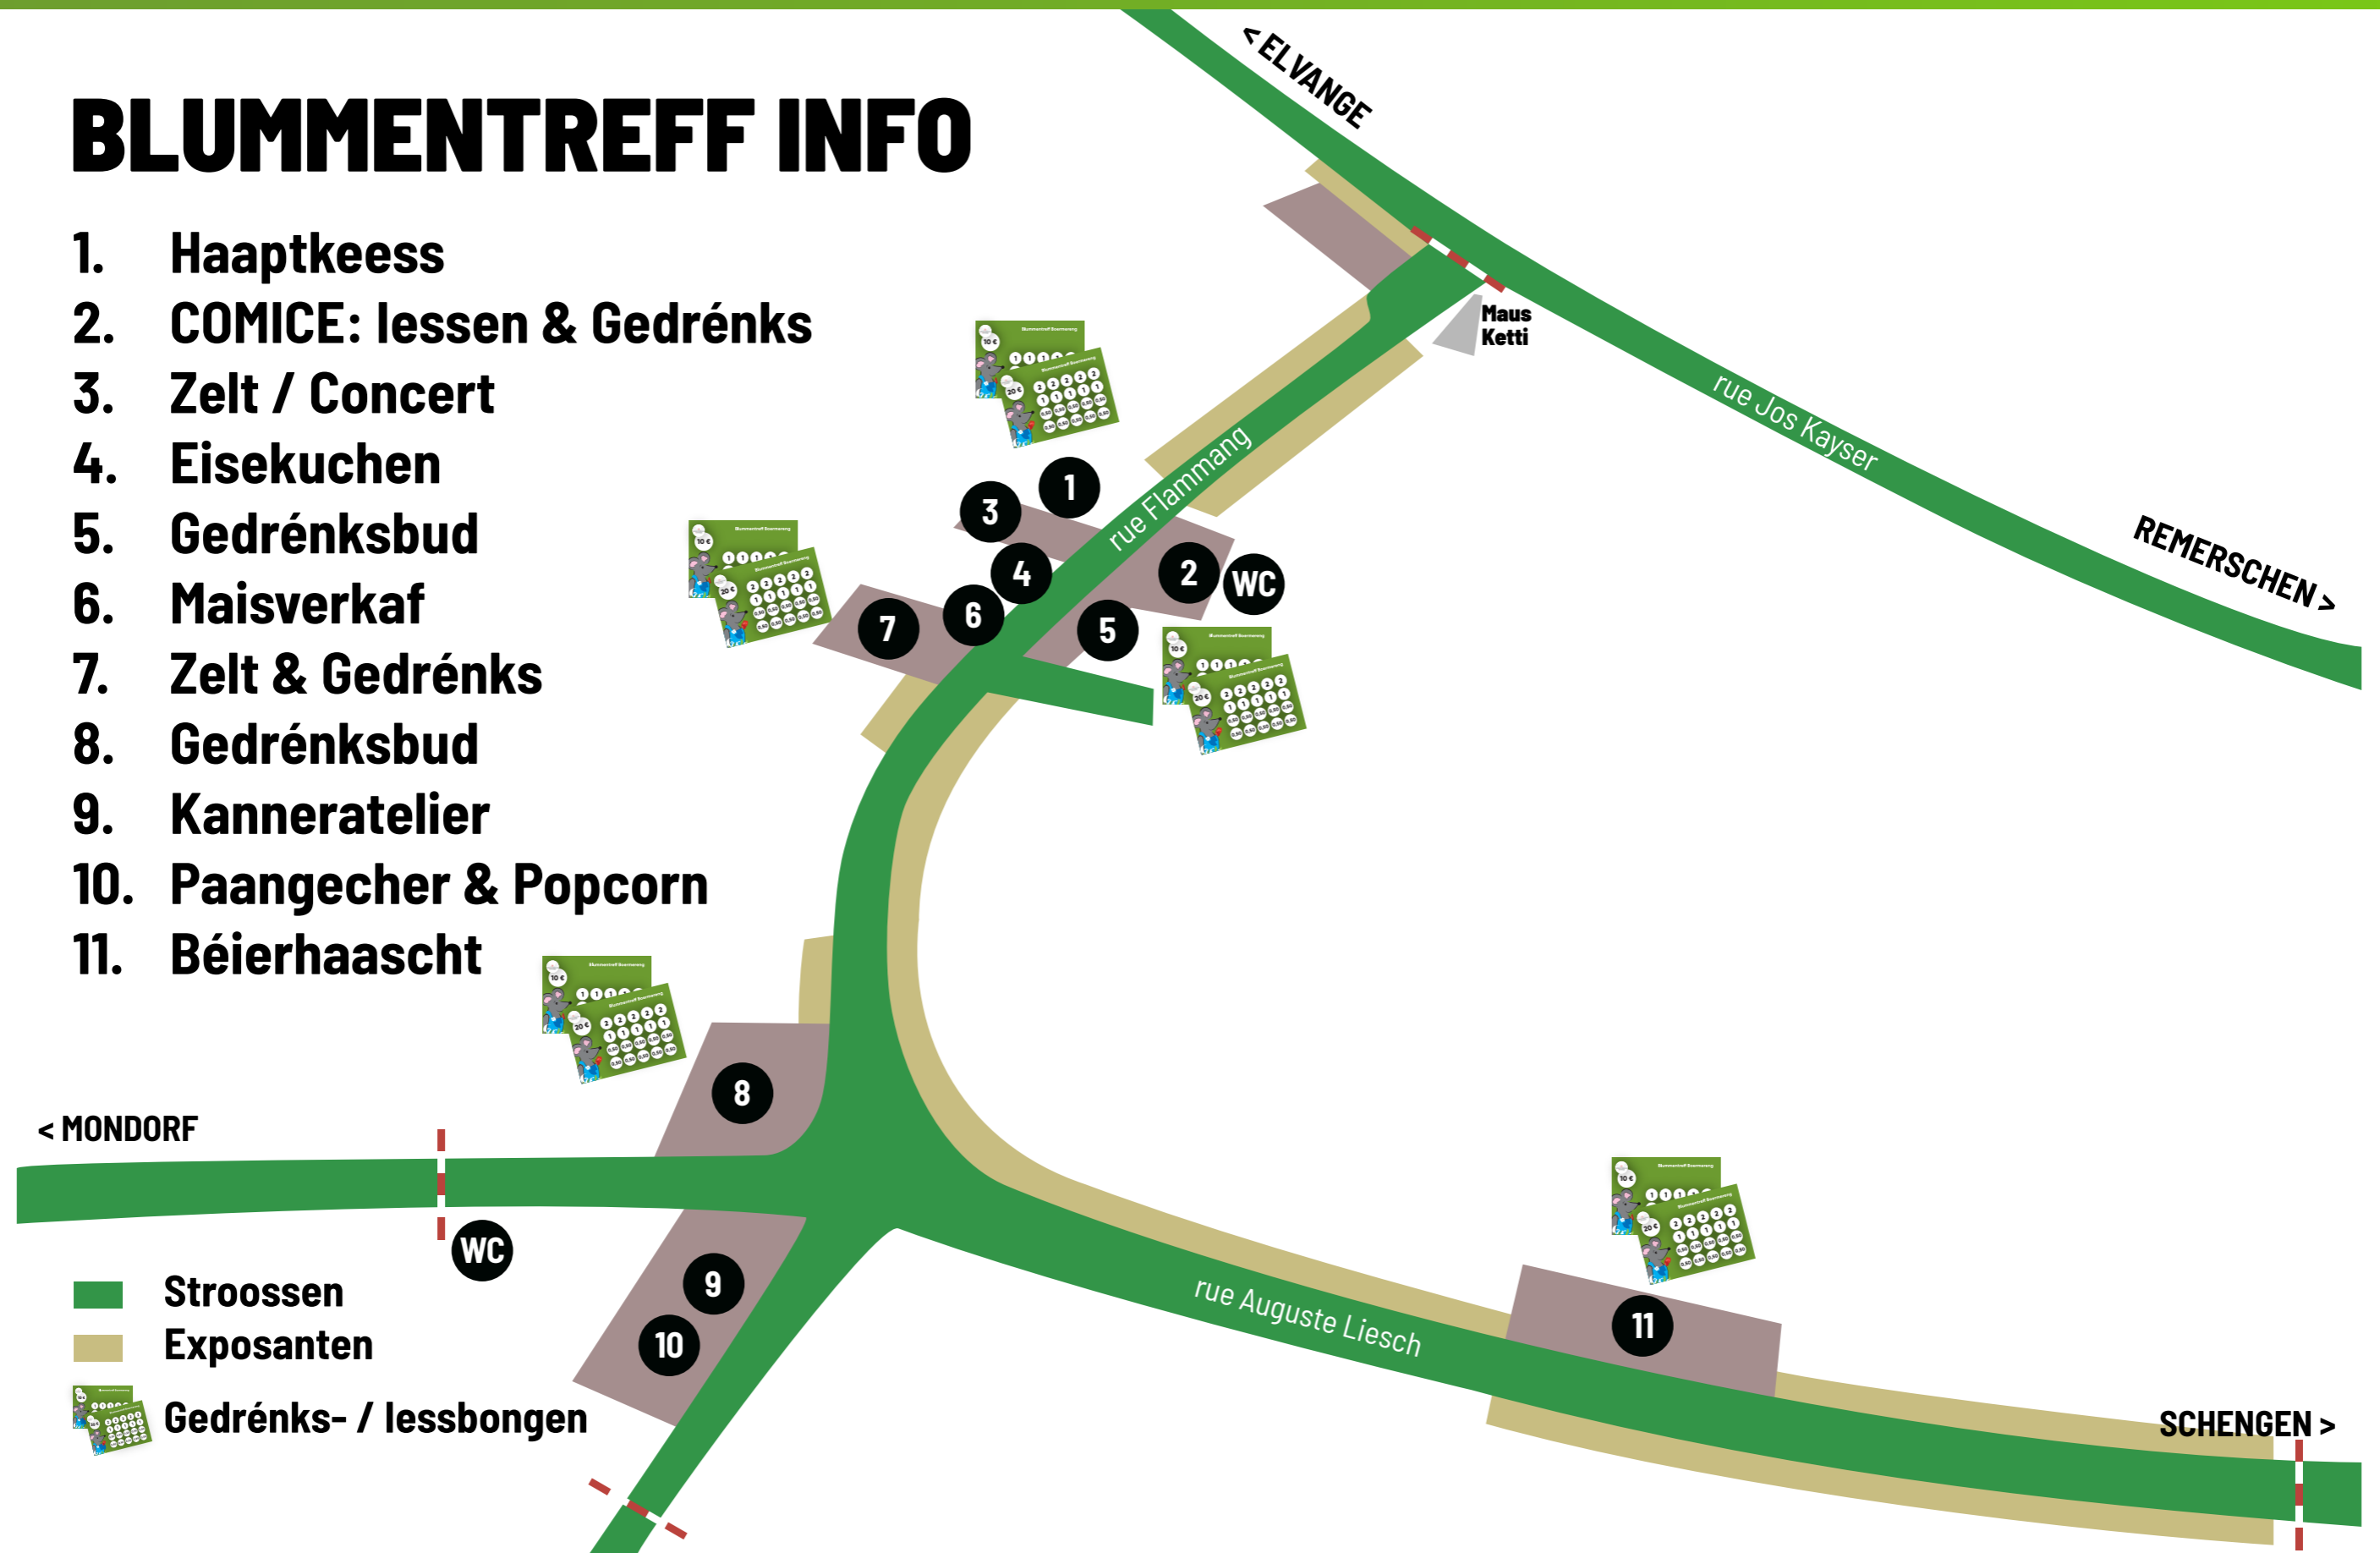 BLUMMENTREFF INFO
1. Haaptkeess
2. COMICE: Iessen & Gedrénks
3. Zelt / Concert
4. Eisekuchen
5. Gedrénksbud
6. Maisverkaf
7. Zelt & Gedrénks
8. Gedrénksbud
9. Kanneratelier
10. Paangecher & Popcorn
11. Béierhaascht
< ELVANGE
Maus
Ketti
rue Jos Kayser
REMERSCHEN >
rue Flammang
1
3
4
2
WC
6
7
5
8
< MONDORF
WC
9
10
11
rue Auguste Liesch
SCHENGEN >
Stroossen
Exposanten
Gedrénks- / Iessbongen